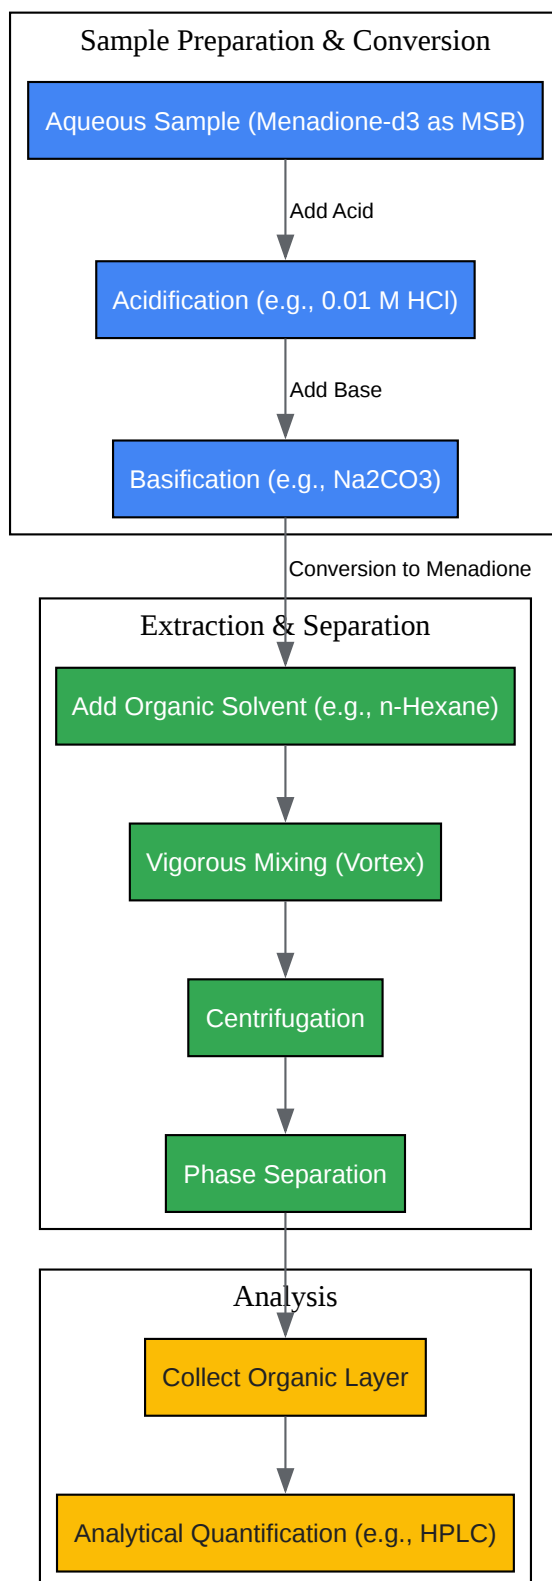 Sample Preparation & Conversion
Aqueous Sample (Menadione-d3 as MSB)
Add Acid
Acidification (e.g., 0.01 M HCl)
Add Base
Basification (e.g., Na2CO3)
Conversion to Menadione
Extraction & Separation
Add Organic Solvent (e.g., n-Hexane)
Vigorous Mixing (Vortex)
Centrifugation
Phase Separation
Analysis
Collect Organic Layer
Analytical Quantification (e.g., HPLC)